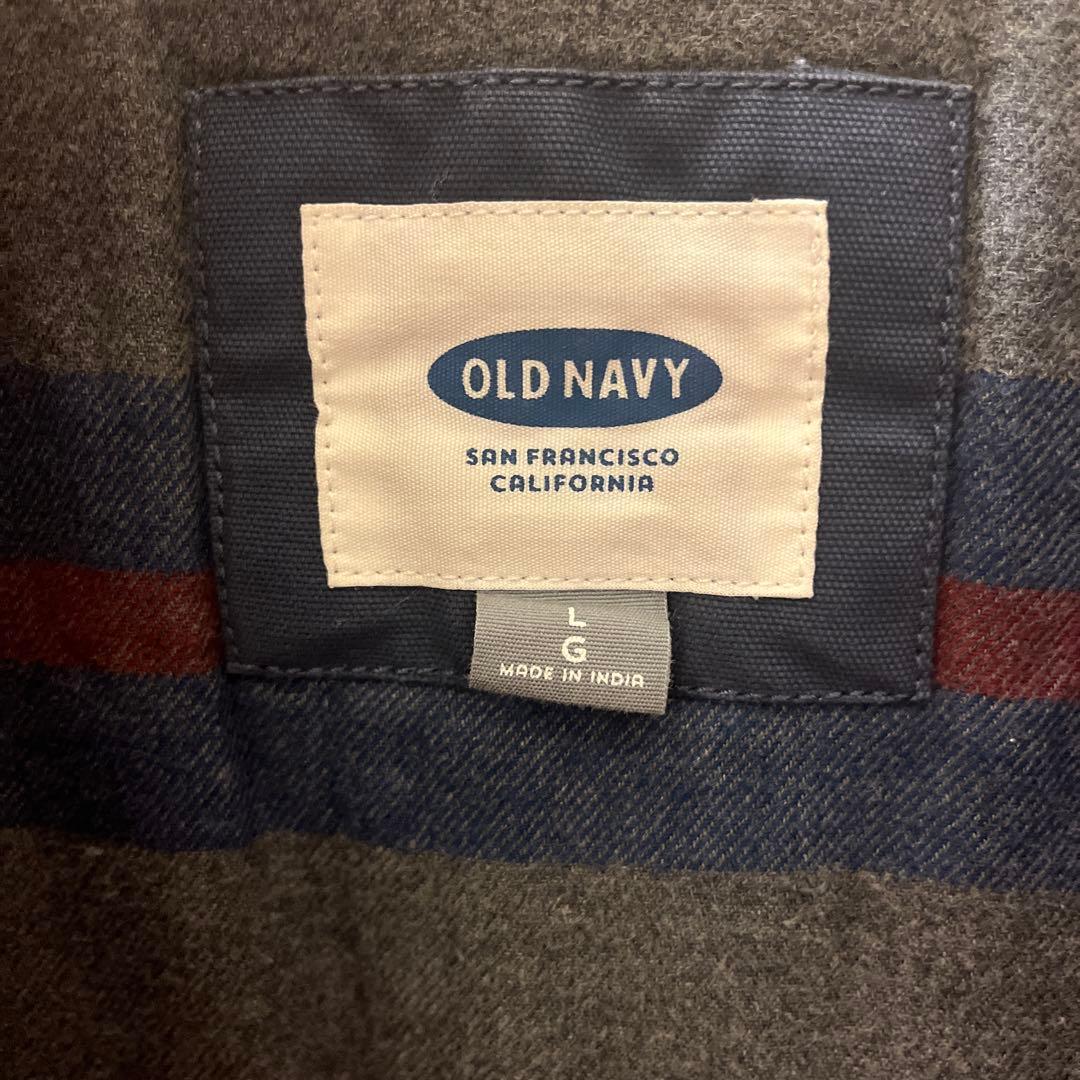 OLD NAVY
SAN FRANCISCO
CALIFORNIA
L
G
MADE IN INDIA